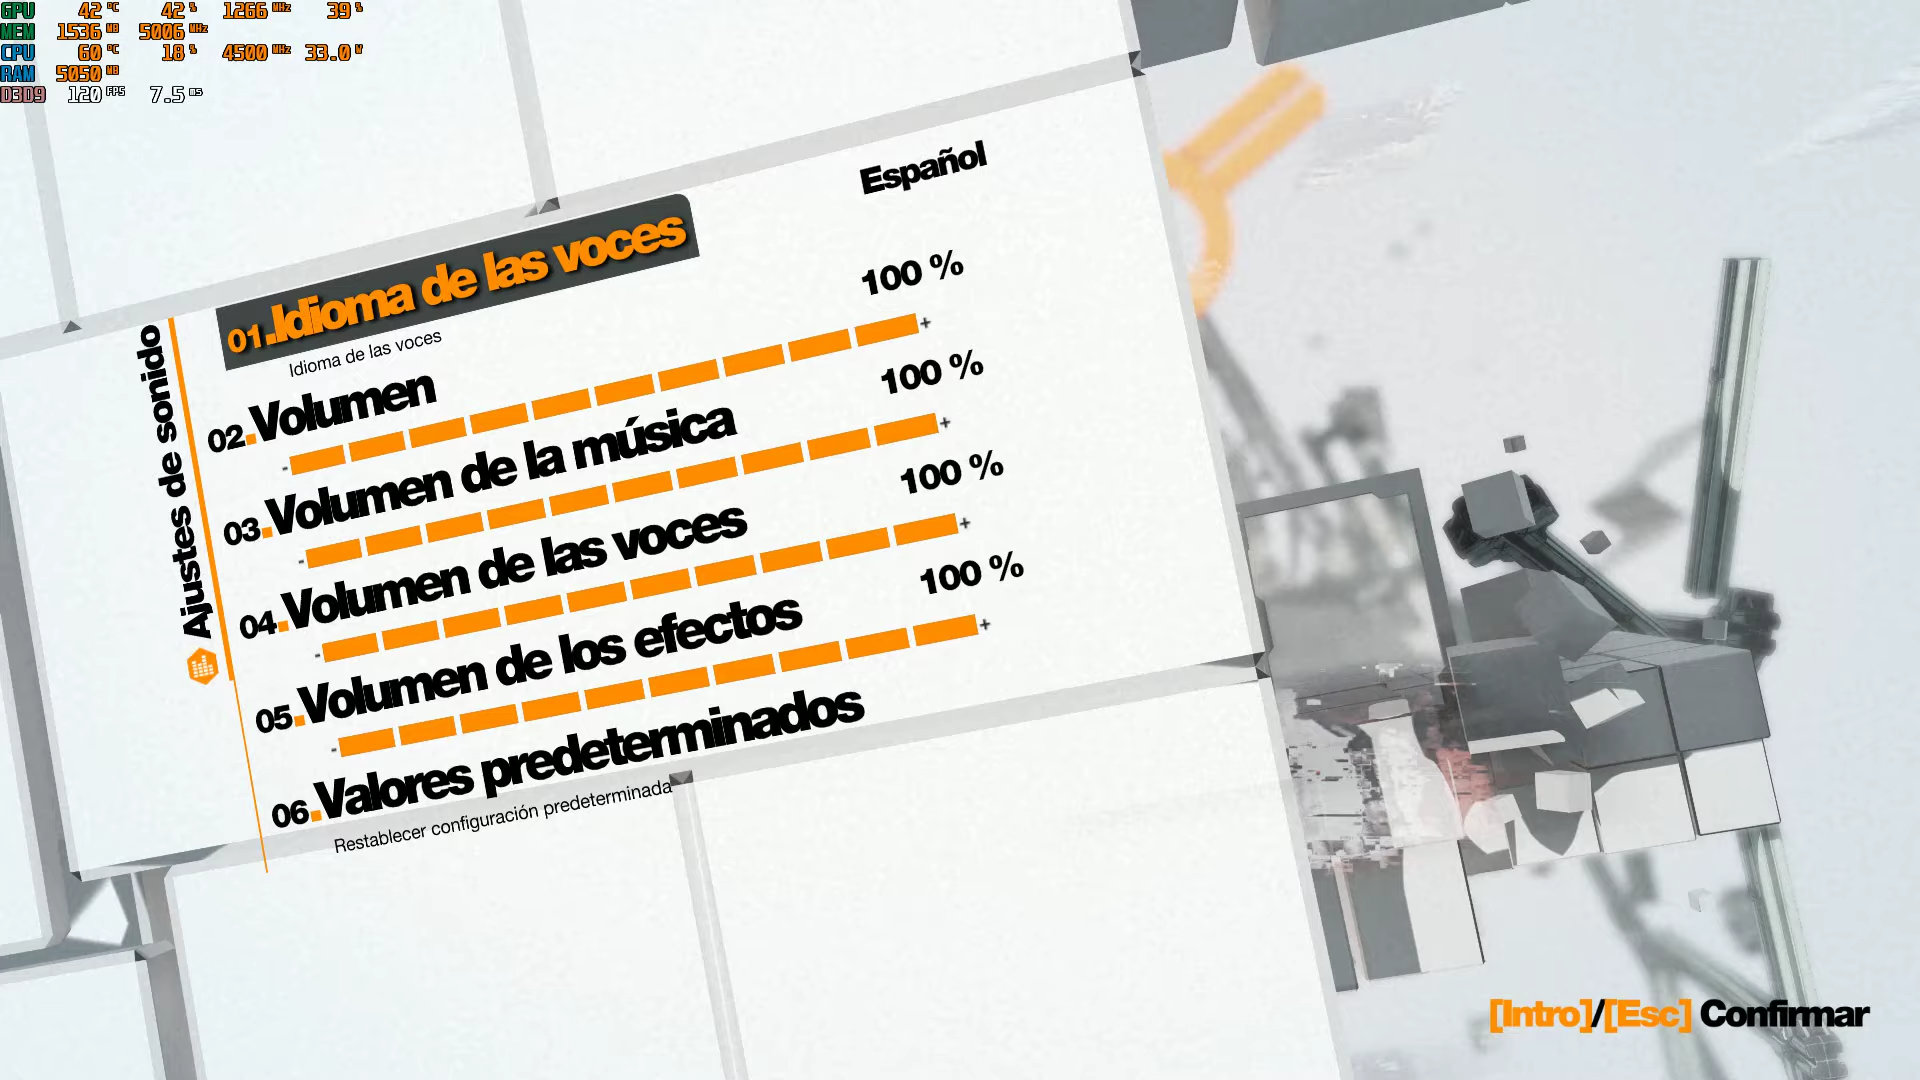 GPU 42 °C 42 % 1266 MHz 39 %
MEM 1536 MB 5006 MHz
CPU 60 °C 18 % 4500 MHz 33.0 W
RAM 5050 MB
D3D9 120 FPS 7.5 ms
Ajustes de sonido
01.Idioma de las voces Español
Idioma de las voces
02.Volumen 100 %
- +
03.Volumen de la música 100 %
- +
04.Volumen de las voces 100 %
- +
05.Volumen de los efectos 100 %
- +
06.Valores predeterminados
Restablecer configuración predeterminada
[Intro]/[Esc] Confirmar